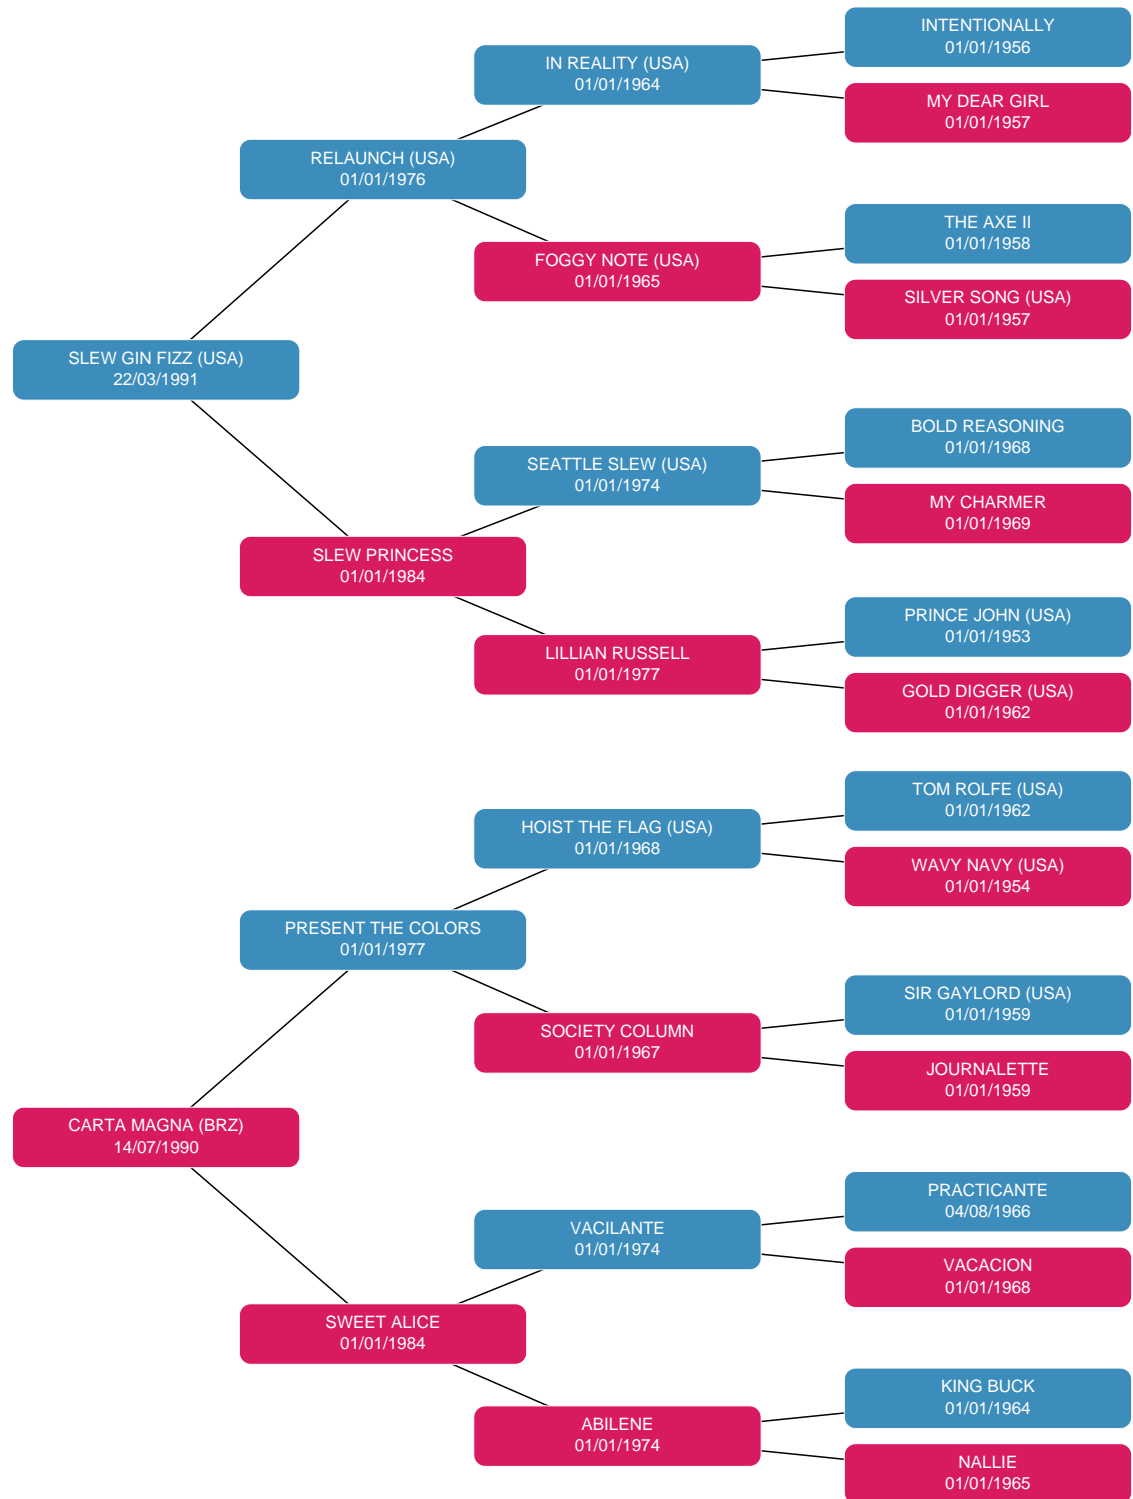 INTENTIONALLY
01/01/1956
IN REALITY (USA)
01/01/1964
MY DEAR GIRL
01/01/1957
RELAUNCH (USA)
01/01/1976
THE AXE II
01/01/1958
FOGGY NOTE (USA)
01/01/1965
SILVER SONG (USA)
01/01/1957
SLEW GIN FIZZ (USA)
22/03/1991
BOLD REASONING
01/01/1968
SEATTLE SLEW (USA)
01/01/1974
MY CHARMER
01/01/1969
SLEW PRINCESS
01/01/1984
PRINCE JOHN (USA)
01/01/1953
LILLIAN RUSSELL
01/01/1977
GOLD DIGGER (USA)
01/01/1962
TOM ROLFE (USA)
01/01/1962
HOIST THE FLAG (USA)
01/01/1968
WAVY NAVY (USA)
01/01/1954
PRESENT THE COLORS
01/01/1977
SIR GAYLORD (USA)
01/01/1959
SOCIETY COLUMN
01/01/1967
JOURNALETTE
01/01/1959
CARTA MAGNA (BRZ)
14/07/1990
PRACTICANTE
04/08/1966
VACILANTE
01/01/1974
VACACION
01/01/1968
SWEET ALICE
01/01/1984
KING BUCK
01/01/1964
ABILENE
01/01/1974
NALLIE
01/01/1965